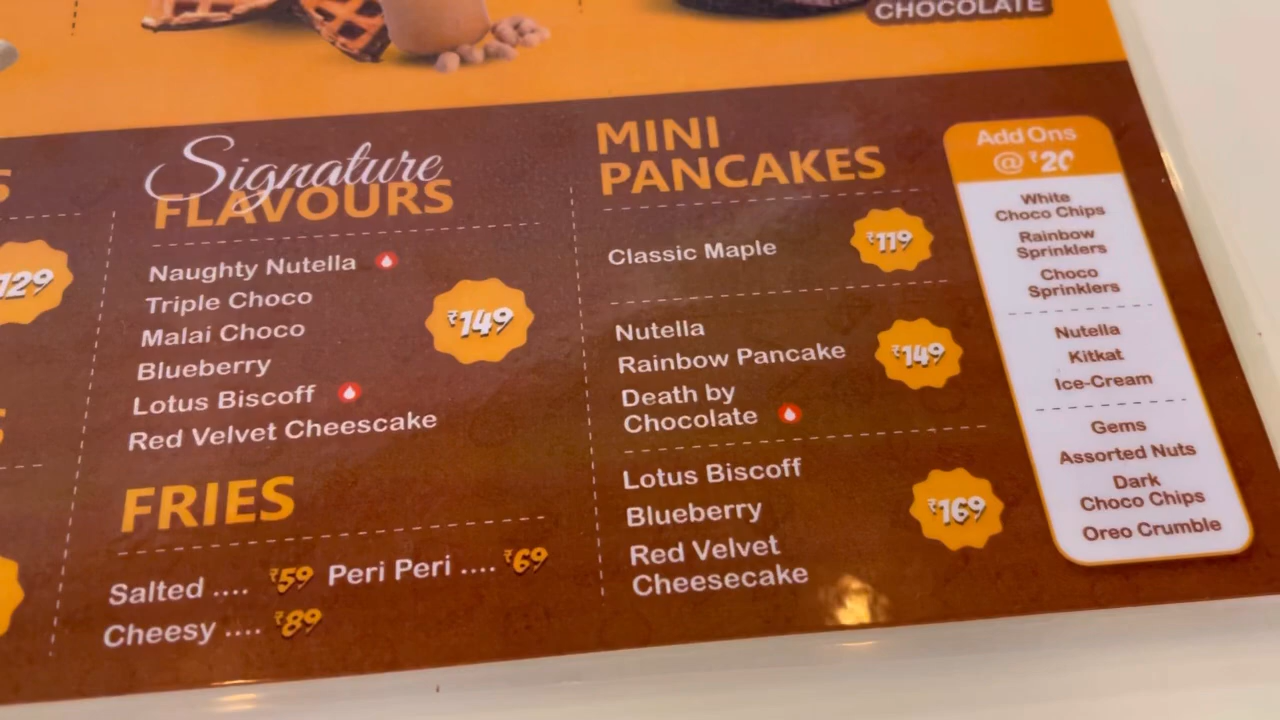 CHOCOLATE
S
129
S
Signature
FLAVOURS
Naughty Nutella
Triple Choco
Malai Choco
Blueberry
Lotus Biscoff
Red Velvet Cheescake
₹149
FRIES
Salted .... ₹59 Peri Peri .... ₹69
Cheesy .... ₹89
MINI
PANCAKES
Classic Maple
₹119
Nutella
Rainbow Pancake
Death by
Chocolate
₹149
Lotus Biscoff
Blueberry
Red Velvet
Cheesecake
₹169
Add Ons
@ ₹20
White
Choco Chips
Rainbow
Sprinklers
Choco
Sprinklers
Nutella
Kitkat
Ice-Cream
Gems
Assorted Nuts
Dark
Choco Chips
Oreo Crumble